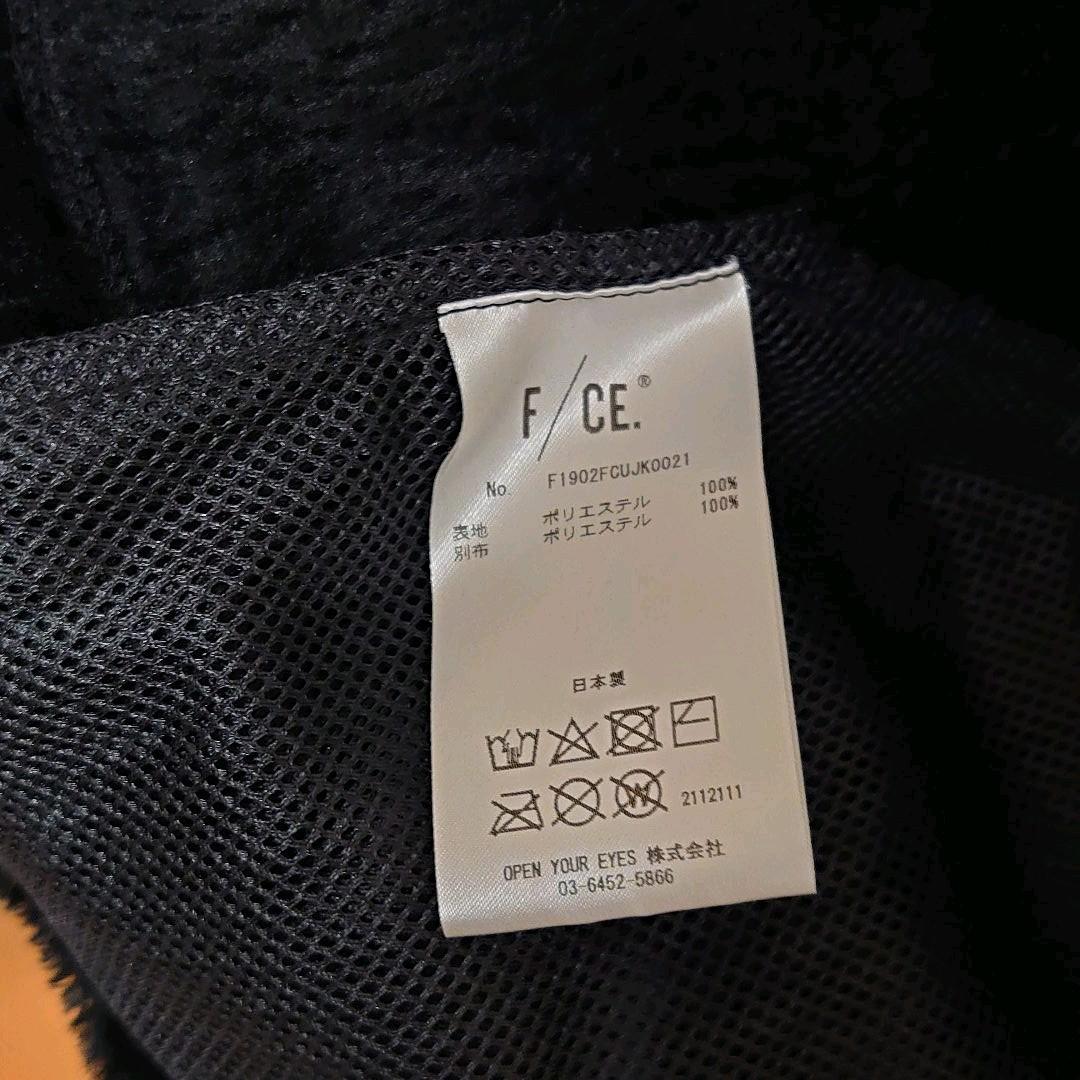 F/CE.®
No. F1902FCUJK0021
表地 ポリエステル 100%
別布 ポリエステル 100%
日本製
W 2112111
OPEN YOUR EYES 株式会社
03-6452-5866